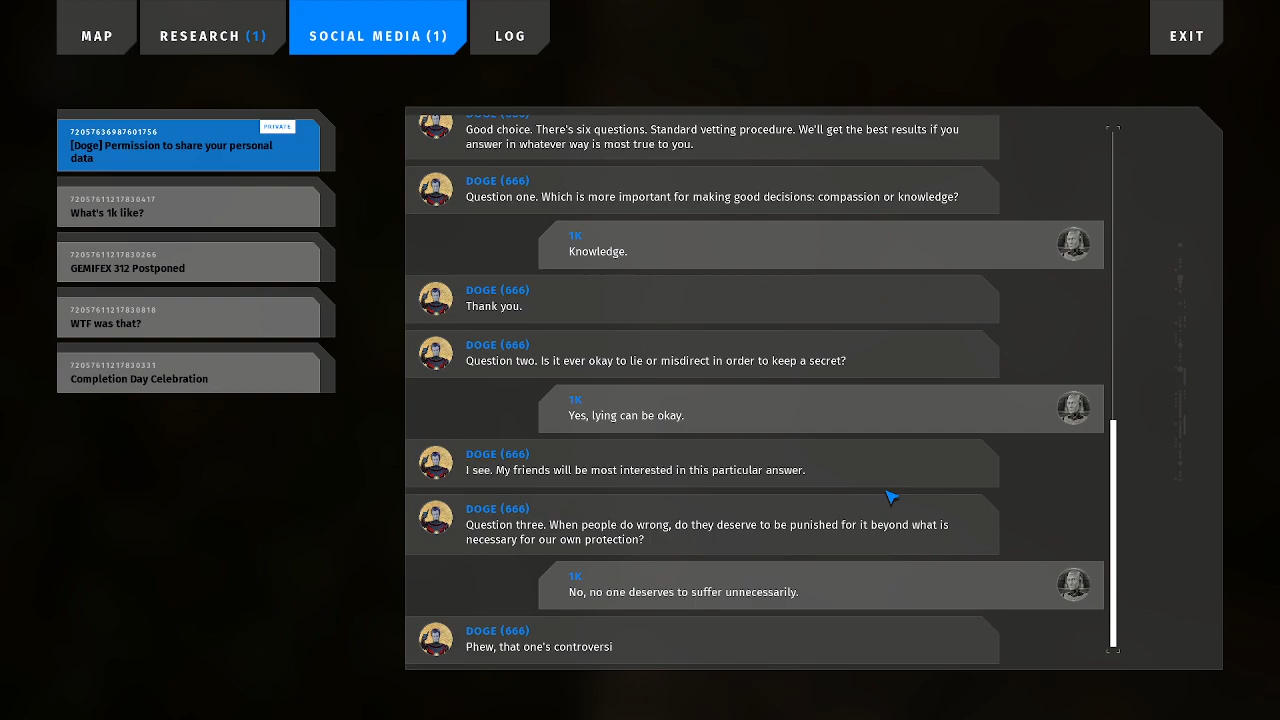 MAP
RESEARCH (1)
SOCIAL MEDIA (1)
LOG
EXIT
72057636987601756
PRIVATE
[Doge] Permission to share your personal
data
72057611217830417
What's 1k like?
72057611217830266
GEMIFEX 312 Postponed
72057611217830818
WTF was that?
72057611217830331
Completion Day Celebration
DOGE (666)
Good choice. There's six questions. Standard vetting procedure. We'll get the best results if you
answer in whatever way is most true to you.
DOGE (666)
Question one. Which is more important for making good decisions: compassion or knowledge?
1K
Knowledge.
DOGE (666)
Thank you.
DOGE (666)
Question two. Is it ever okay to lie or misdirect in order to keep a secret?
1K
Yes, lying can be okay.
DOGE (666)
I see. My friends will be most interested in this particular answer.
DOGE (666)
Question three. When people do wrong, do they deserve to be punished for it beyond what is
necessary for our own protection?
1K
No, no one deserves to suffer unnecessarily.
DOGE (666)
Phew, that one's controversi